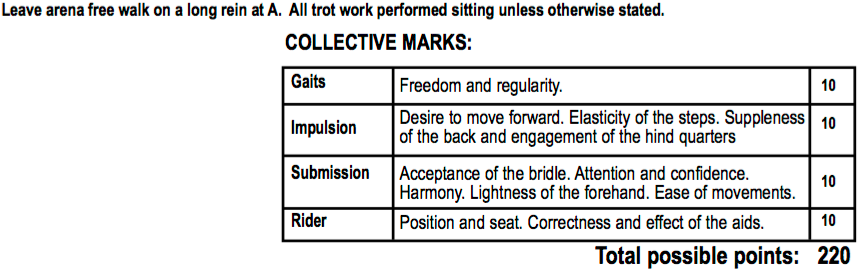 Leave arena free walk on a long rein at A. All trot work performed sitting unless otherwise stated.
COLLECTIVE MARKS:
Gaits Freedom and regularity. 10
Impulsion Desire to move forward. Elasticity of the steps. Suppleness of the back and engagement of the hind quarters 10
Submission Acceptance of the bridle. Attention and confidence. Harmony. Lightness of the forehand. Ease of movements. 10
Rider Position and seat. Correctness and effect of the aids. 10
Total possible points: 220